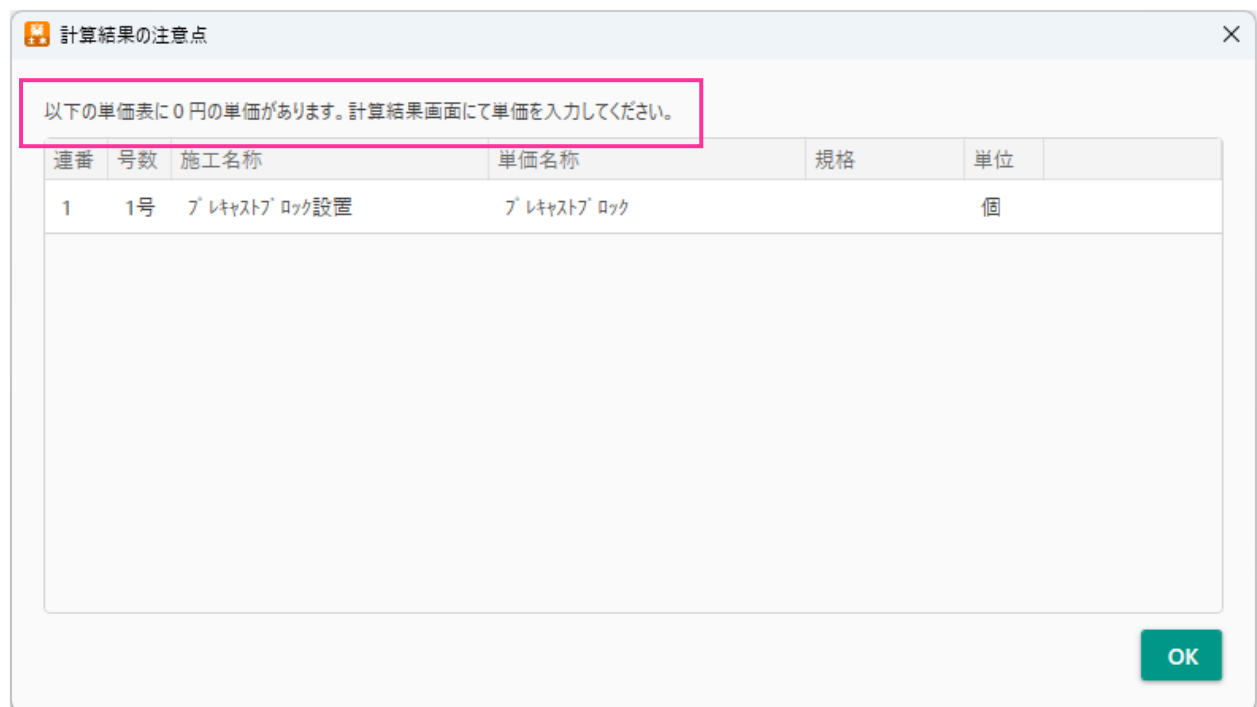 計算結果の注意点
以下の単価表に0円の単価があります。計算結果画面にて単価を入力してください。
連番 号数 施工名称 単価名称 規格 単位
1 1号 ﾌﾟﾚｷｬｽﾄﾌﾞﾛｯｸ設置 ﾌﾟﾚｷｬｽﾄﾌﾞﾛｯｸ 個
OK